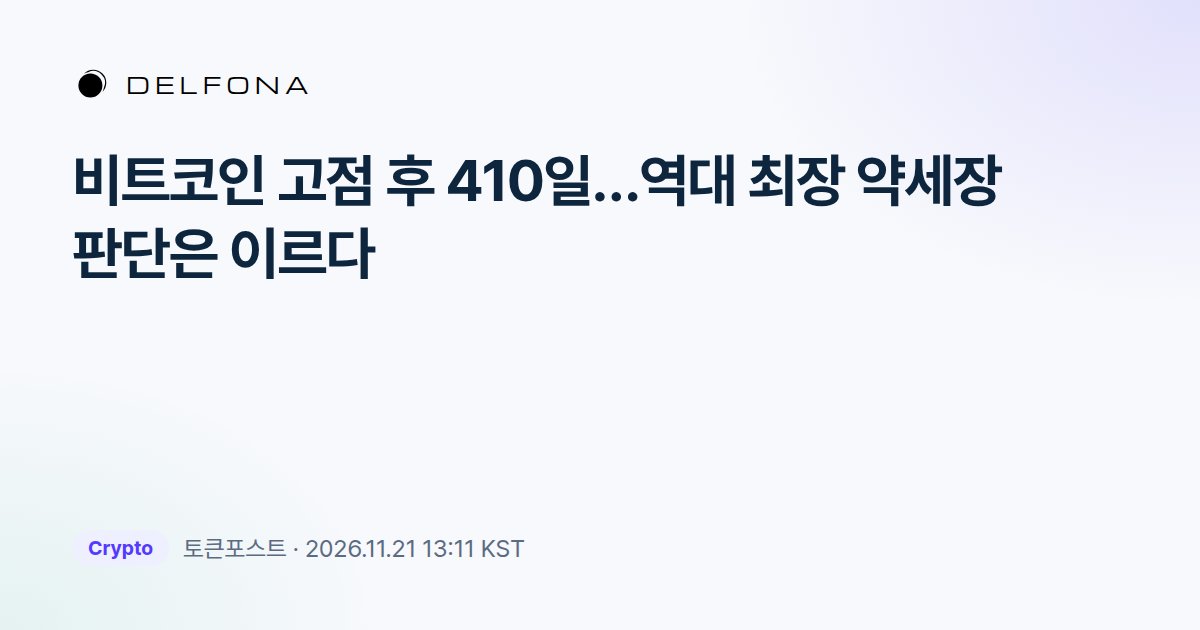 DELFONA
비트코인 고점 후 410일…역대 최장 약세장
판단은 이르다
Crypto 토큰포스트 · 2026.11.21 13:11 KST